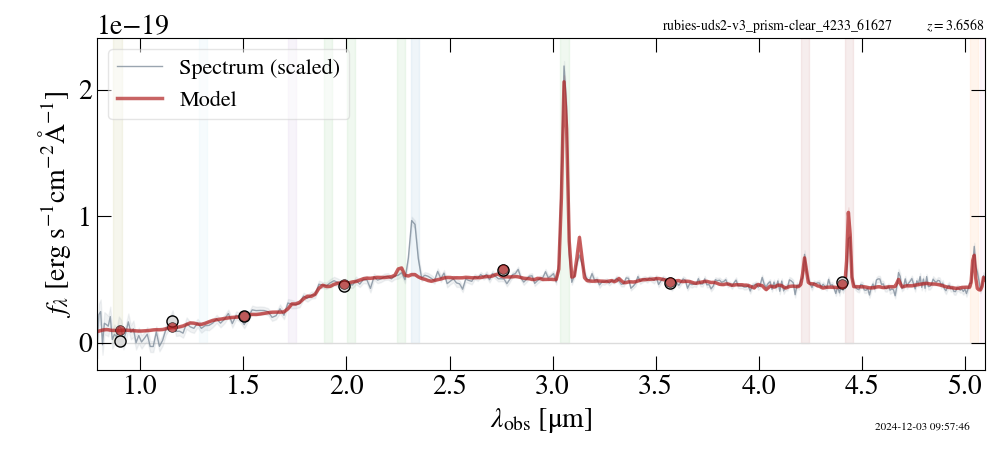 1e−19
rubies-uds2-v3_prism-clear_4233_61627 z = 3.6568
Spectrum (scaled)
Model
fλ [erg s−1cm−2Å−1]
2
1
0
1.0 1.5 2.0 2.5 3.0 3.5 4.0 4.5 5.0
λobs [μm]
2024-12-03 09:57:46